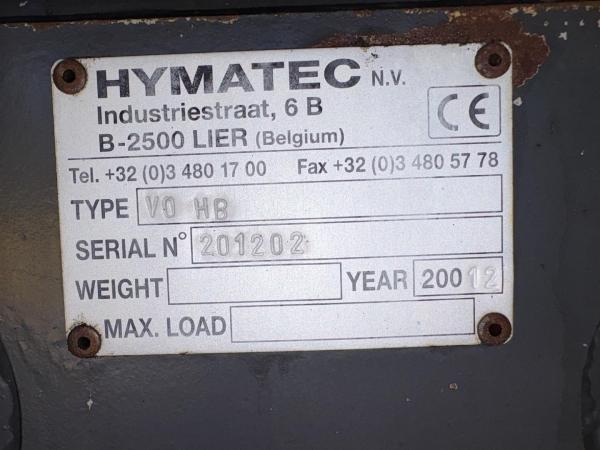 HYMATEC N.V.
Industriestraat, 6 B
B-2500 LIER (Belgium)
CE
Tel. +32 (0)3 480 17 00 Fax +32 (0)3 480 57 78
TYPE VO HB
SERIAL N° 201202
WEIGHT YEAR 20012
MAX. LOAD